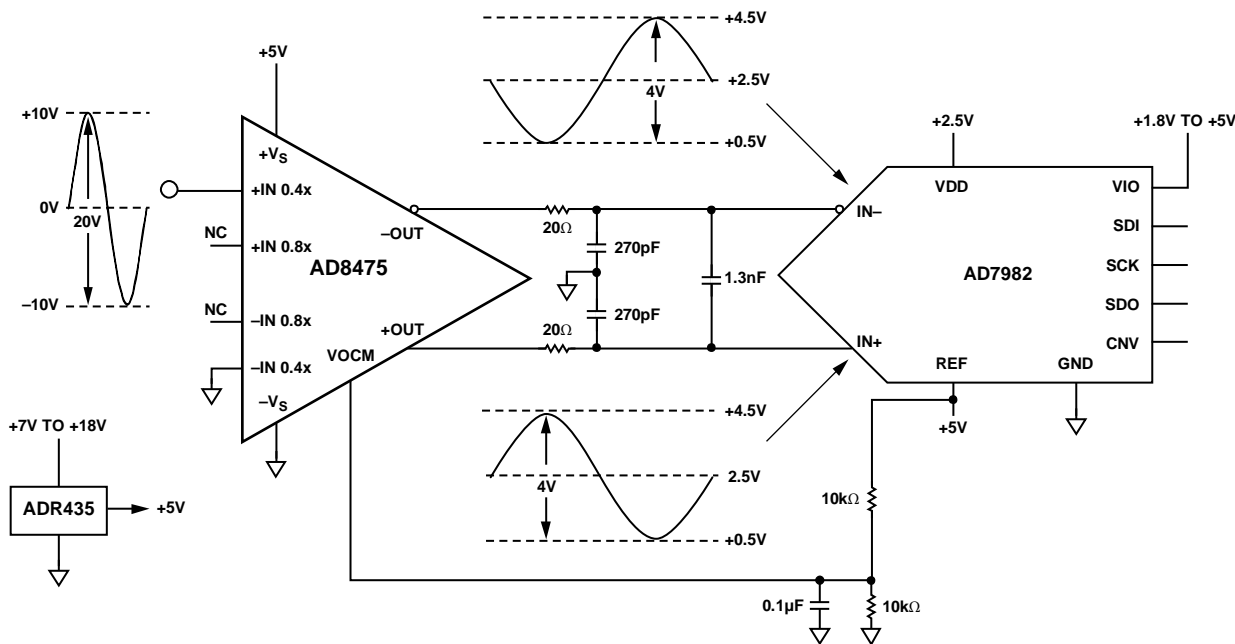 +4.5V
+5V
+2.5V
4V
+10V
+0.5V
+2.5V
+1.8V TO +5V
+VS
VDD
VIO
+IN 0.4x
0V
20V
–OUT
20Ω
IN–
SDI
NC
+IN 0.8x
270pF
AD8475
1.3nF
AD7982
SCK
–10V
NC
–IN 0.8x
270pF
SDO
+OUT
20Ω
CNV
VOCM
IN+
–IN 0.4x
REF
GND
–VS
+4.5V
+5V
+7V TO +18V
2.5V
4V
10kΩ
ADR435
+5V
+0.5V
0.1µF
10kΩ